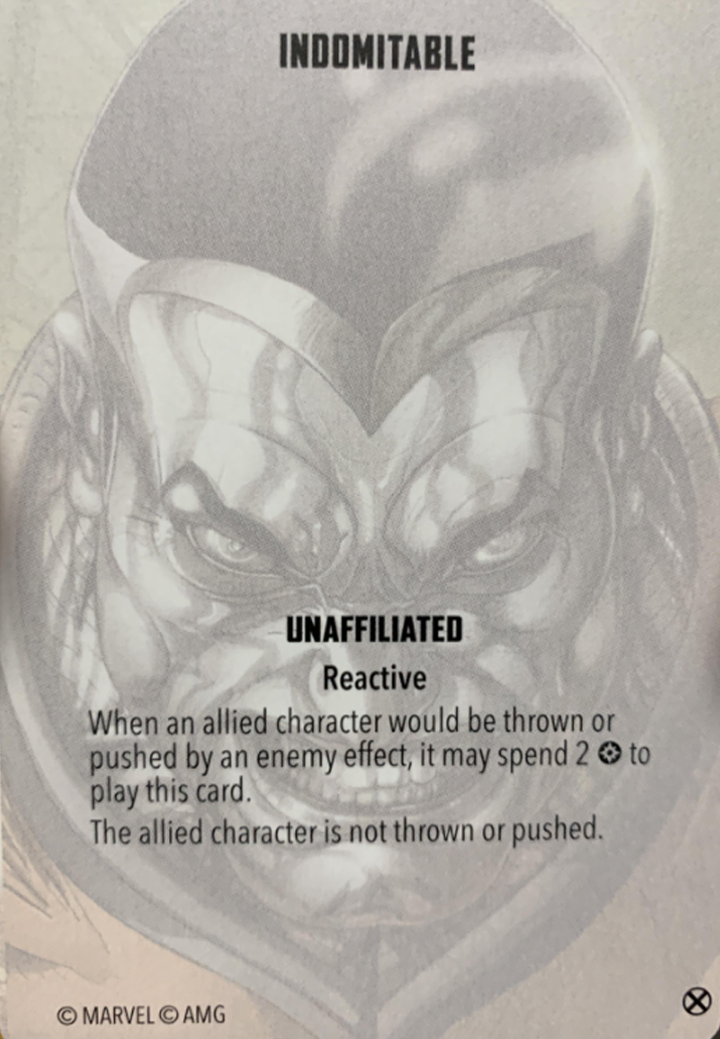 INDOMITABLE
UNAFFILIATED
Reactive
When an allied character would be thrown or
pushed by an enemy effect, it may spend 2 to
play this card.
The allied character is not thrown or pushed.
© MARVEL © AMG